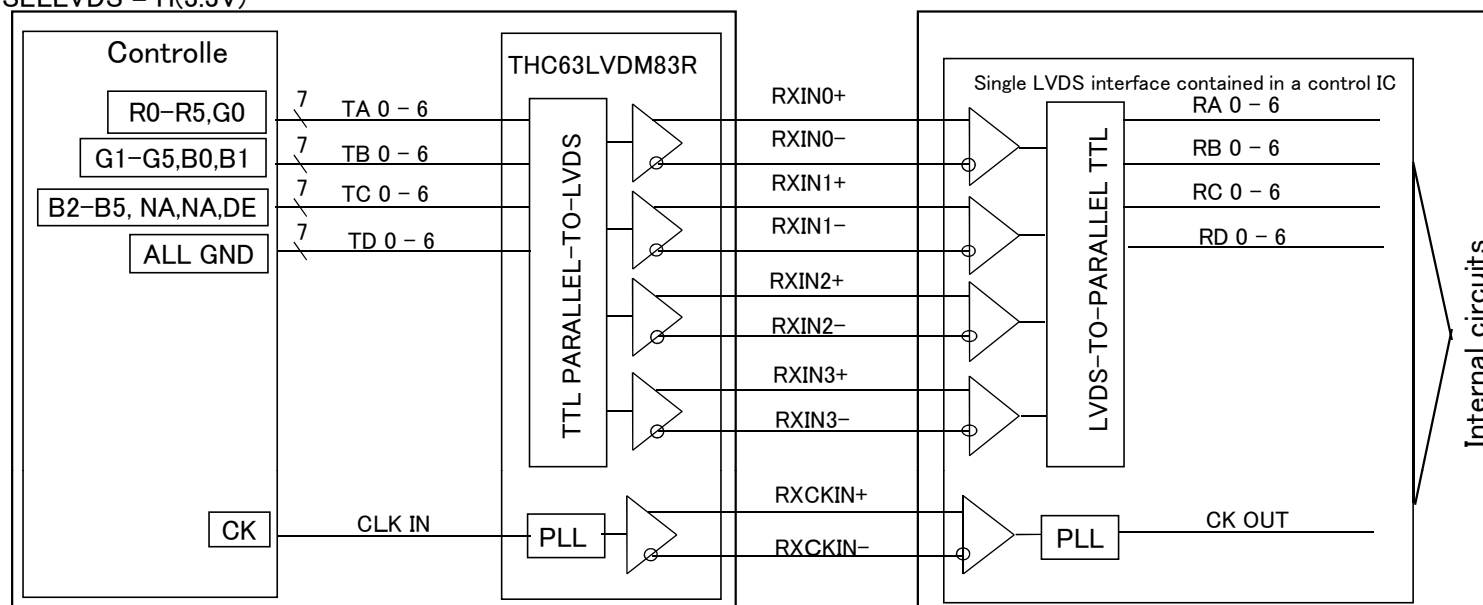 SELLVDS = H(3.3V)
Controlle
THC63LVDM83R
Single LVDS interface contained in a control IC
R0-R5,G0
7
TA 0 - 6
RXIN0+
RA 0 - 6
RXIN0-
G1-G5,B0,B1
7
TB 0 - 6
RB 0 - 6
RXIN1+
B2-B5, NA,NA,DE
7
TC 0 - 6
RC 0 - 6
RXIN1-
ALL GND
7
TD 0 - 6
RD 0 - 6
TTL PARALLEL-TO-LVDS
LVDS-TO-PARALLEL TTL
Internal circuits
RXIN2+
RXIN2-
RXIN3+
RXIN3-
RXCKIN+
CK
CLK IN
PLL
PLL
CK OUT
RXCKIN-